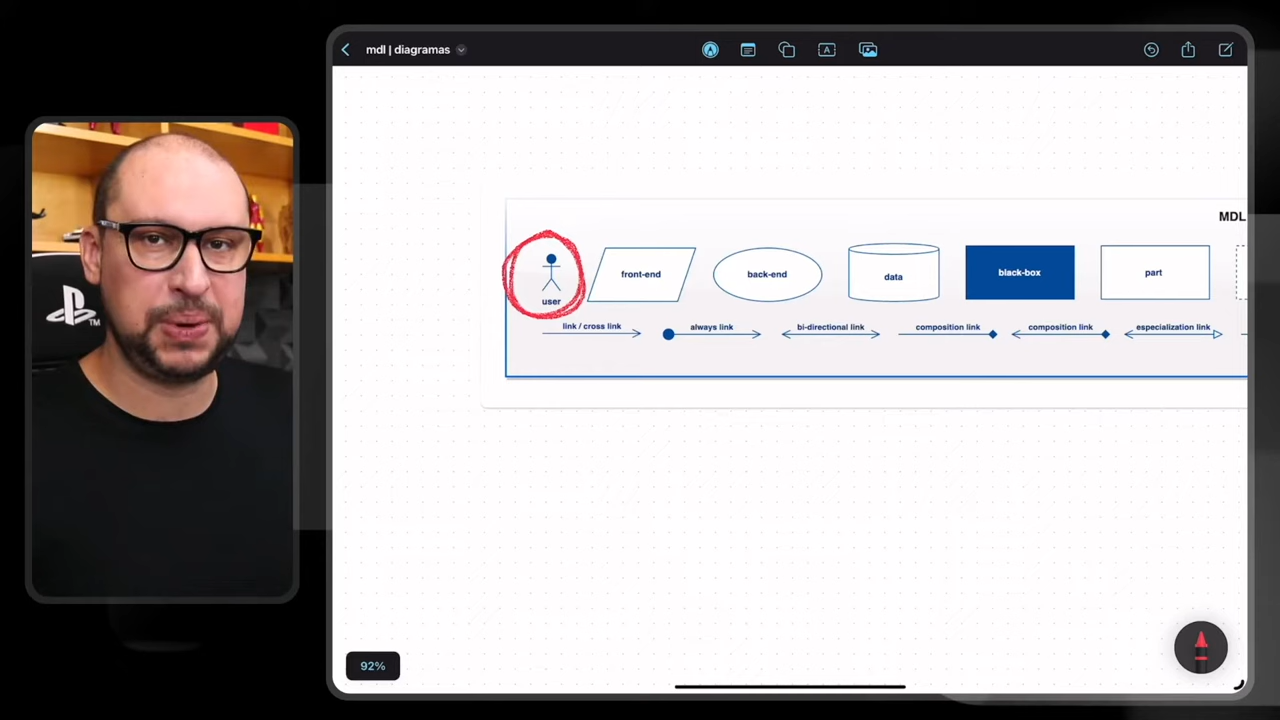 mdl | diagramas
MDL
user
front-end
back-end
data
black-box
part
link / cross link
always link
bi-directional link
composition link
composition link
especialization link
TM
92%